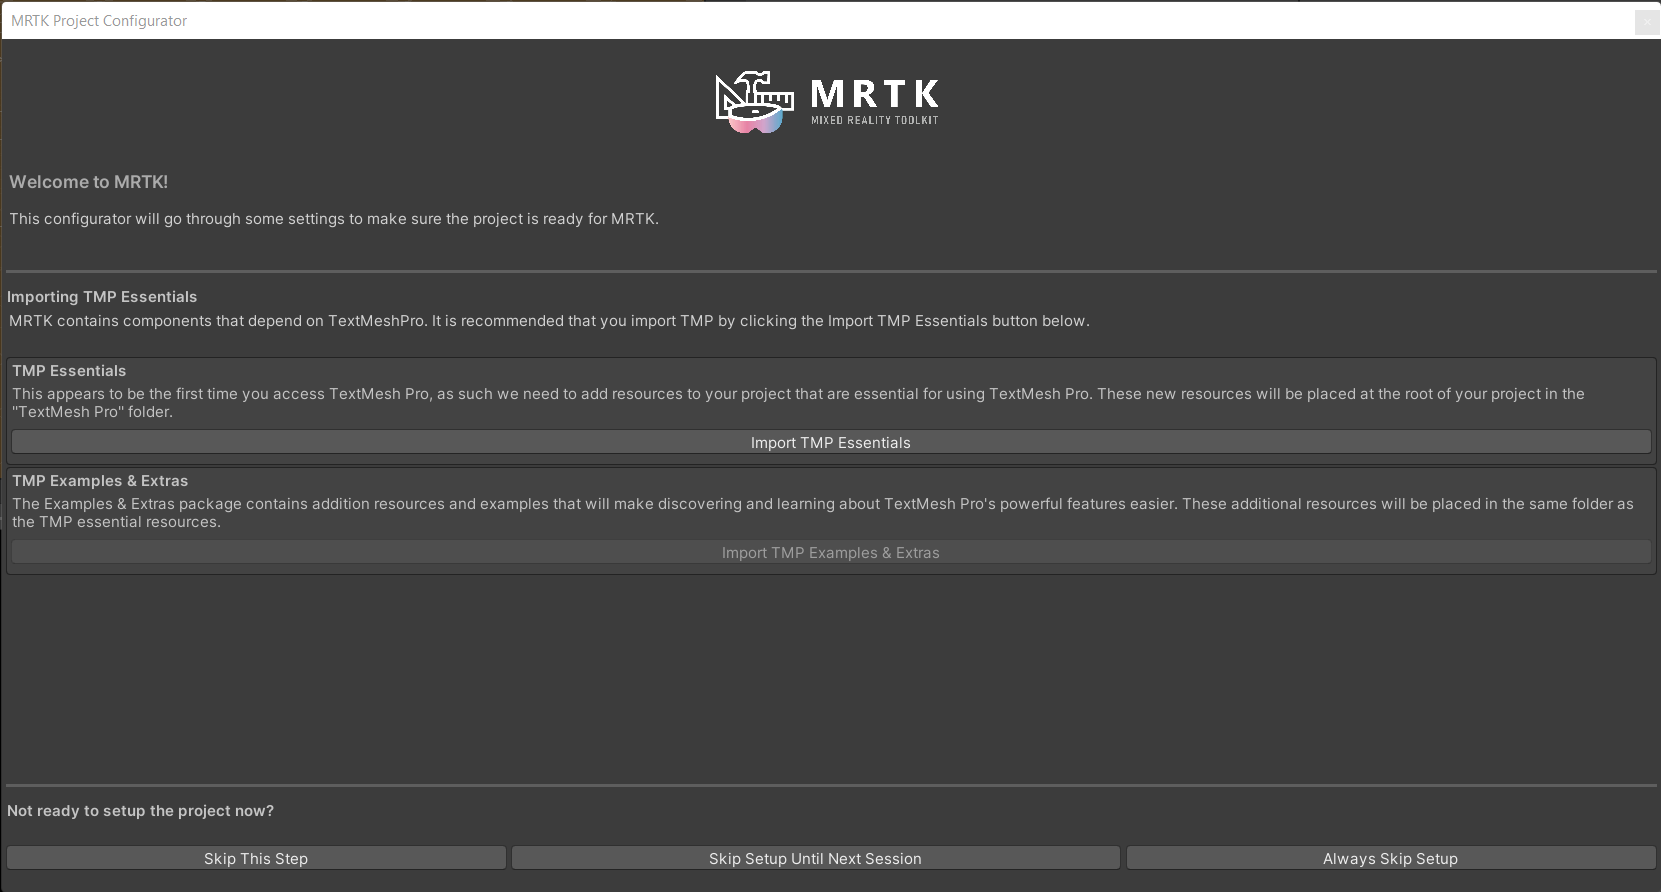 MRTK Project Configurator
MRTK
MIXED REALITY TOOLKIT
Welcome to MRTK!
This configurator will go through some settings to make sure the project is ready for MRTK.
Importing TMP Essentials
MRTK contains components that depend on TextMeshPro. It is recommended that you import TMP by clicking the Import TMP Essentials button below.
TMP Essentials
This appears to be the first time you access TextMesh Pro, as such we need to add resources to your project that are essential for using TextMesh Pro. These new resources will be placed at the root of your project in the
"TextMesh Pro" folder.
Import TMP Essentials
TMP Examples & Extras
The Examples & Extras package contains addition resources and examples that will make discovering and learning about TextMesh Pro's powerful features easier. These additional resources will be placed in the same folder as
the TMP essential resources.
Import TMP Examples & Extras
Not ready to setup the project now?
Skip This Step
Skip Setup Until Next Session
Always Skip Setup